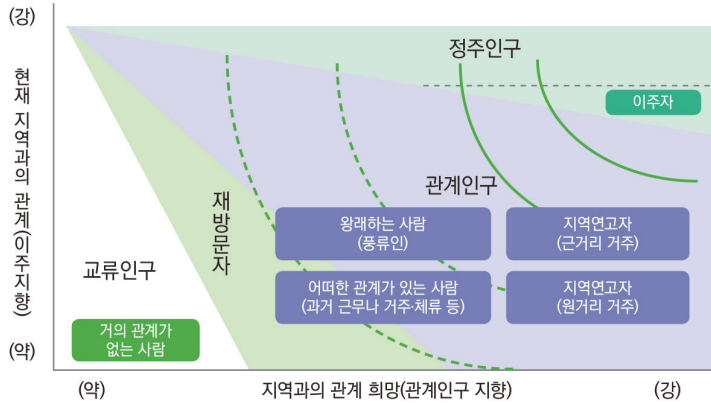 (강)
현재 지역과의 관계(이주지향)
(약)
정주인구
이주자
관계인구
재방문자
왕래하는 사람
(풍류인)
지역연고자
(근거리 거주)
교류인구
어떠한 관계가 있는 사람
(과거 근무나 거주·체류 등)
지역연고자
(원거리 거주)
거의 관계가
없는 사람
(약)
지역과의 관계 희망(관계인구 지향)
(강)